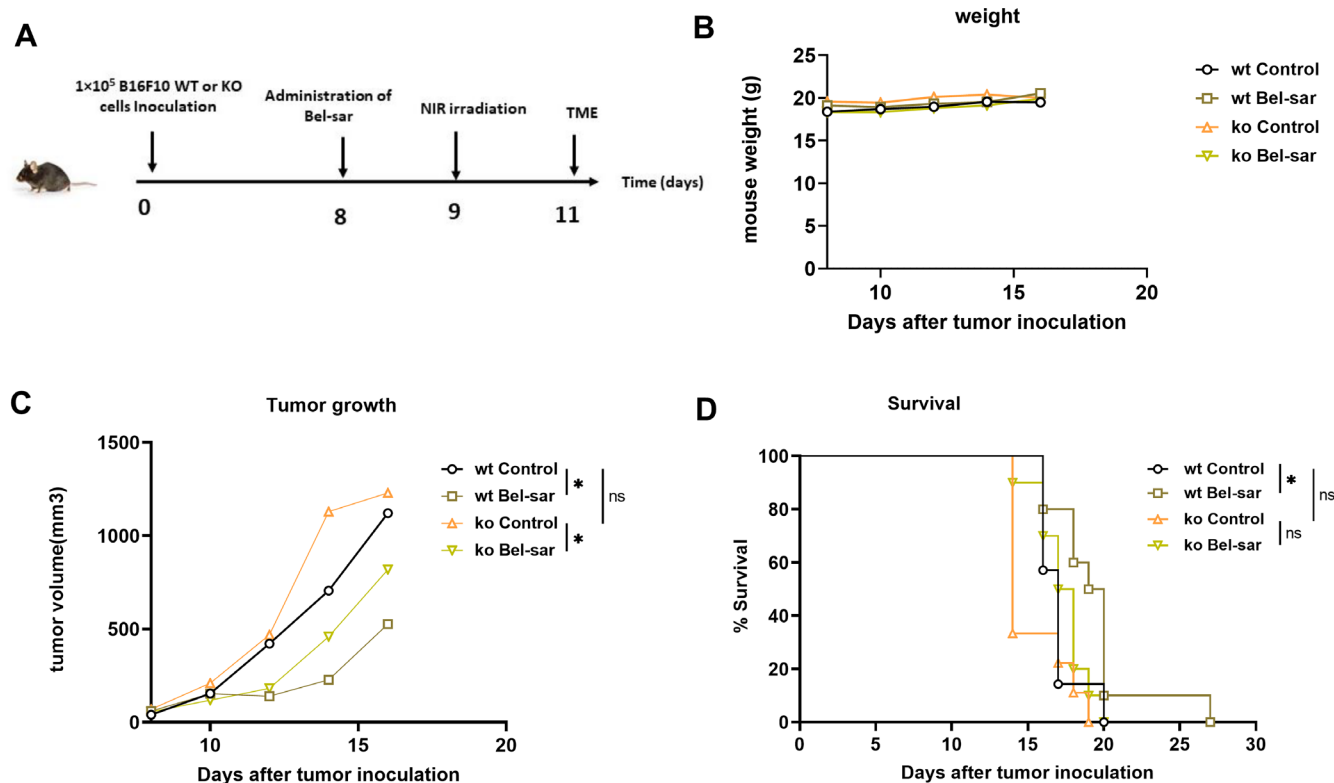 A
1×10⁵ B16F10 WT or KO
cells Inoculation
Administration of
Bel-sar
NIR irradiation
TME
Time (days)
0
8
9
11
B
weight
mouse weight (g)
25
20
15
10
5
0
10
15
20
Days after tumor inoculation
wt Control
wt Bel-sar
ko Control
ko Bel-sar
C
Tumor growth
tumor volume(mm3)
1500
1000
500
0
10
15
20
Days after tumor inoculation
wt Control
wt Bel-sar
ko Control
ko Bel-sar
*
*
ns
D
Survival
% Survival
100
80
60
40
20
0
0
5
10
15
20
25
30
Days after tumor inoculation
wt Control
wt Bel-sar
ko Control
ko Bel-sar
*
ns
ns